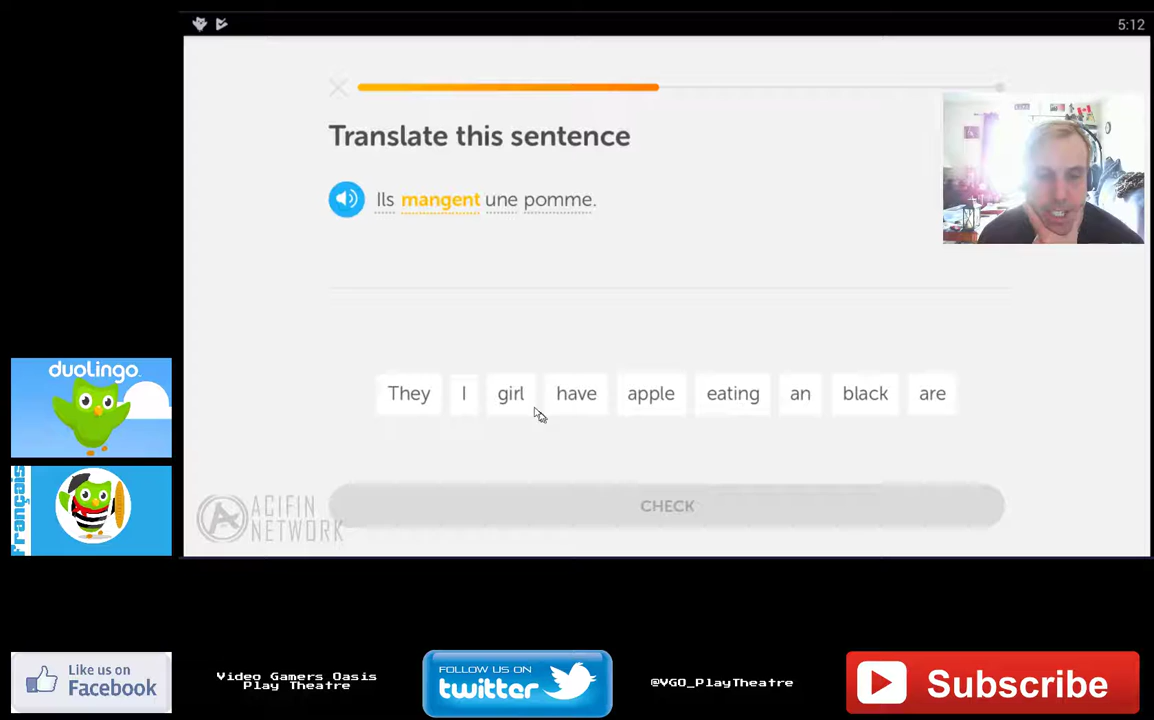 5:12
Translate this sentence
Ils mangent une pomme.
They I girl have apple eating an black are
CHECK
ACIFIN
NETWORK
duolingo
Français
Like us on
Facebook
Video Gamers Oasis
Play Theatre
FOLLOW US ON
twitter
@VGO_PlayTheatre
Subscribe